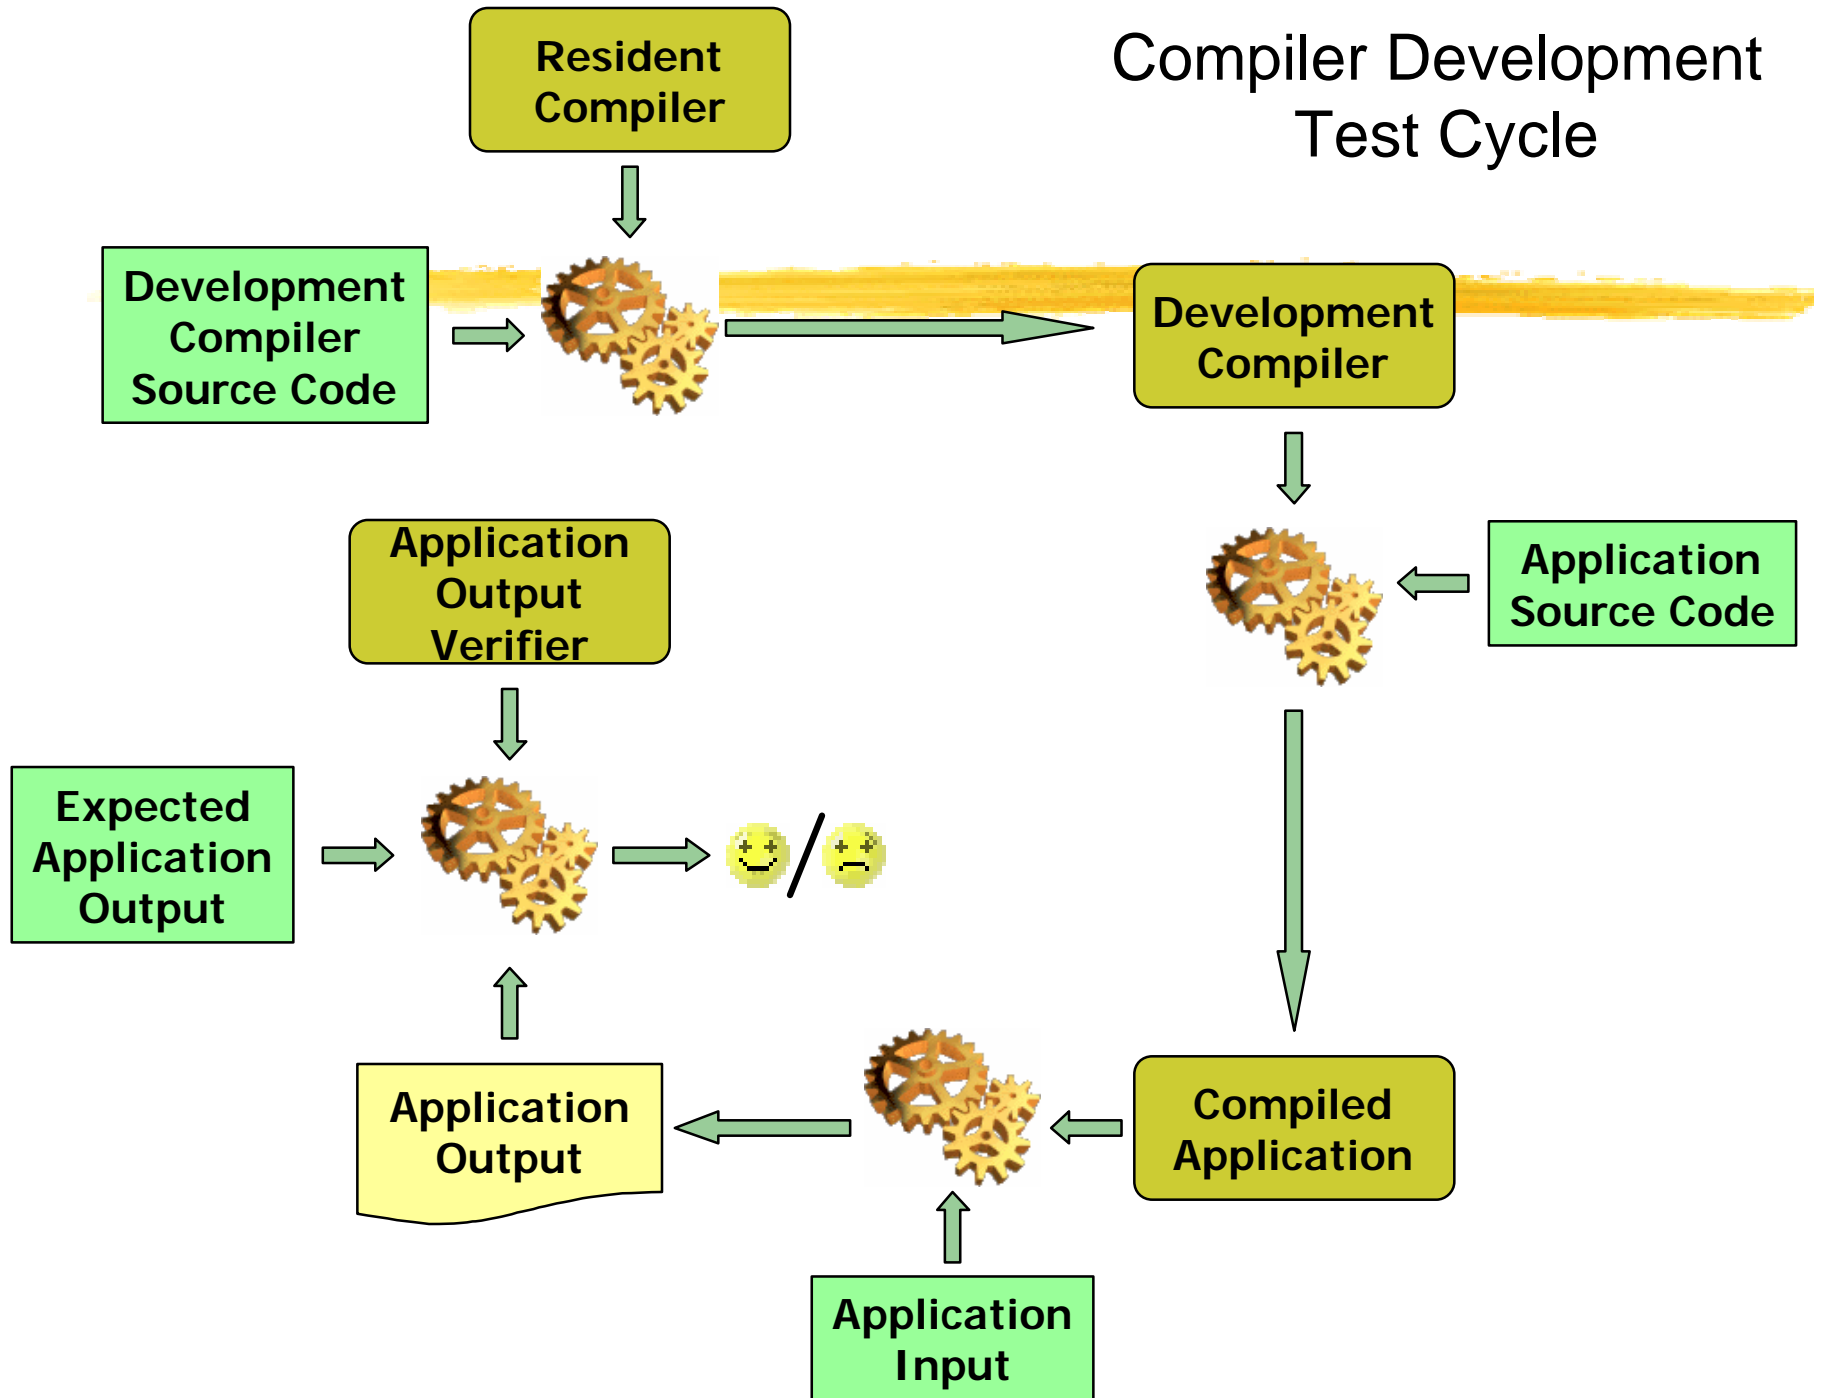 Compiler Development
Test Cycle
Resident
Compiler
Development
Compiler
Source Code
Development
Compiler
Application
Source Code
Application
Output
Verifier
Expected
Application
Output
Application
Output
Compiled
Application
Application
Input